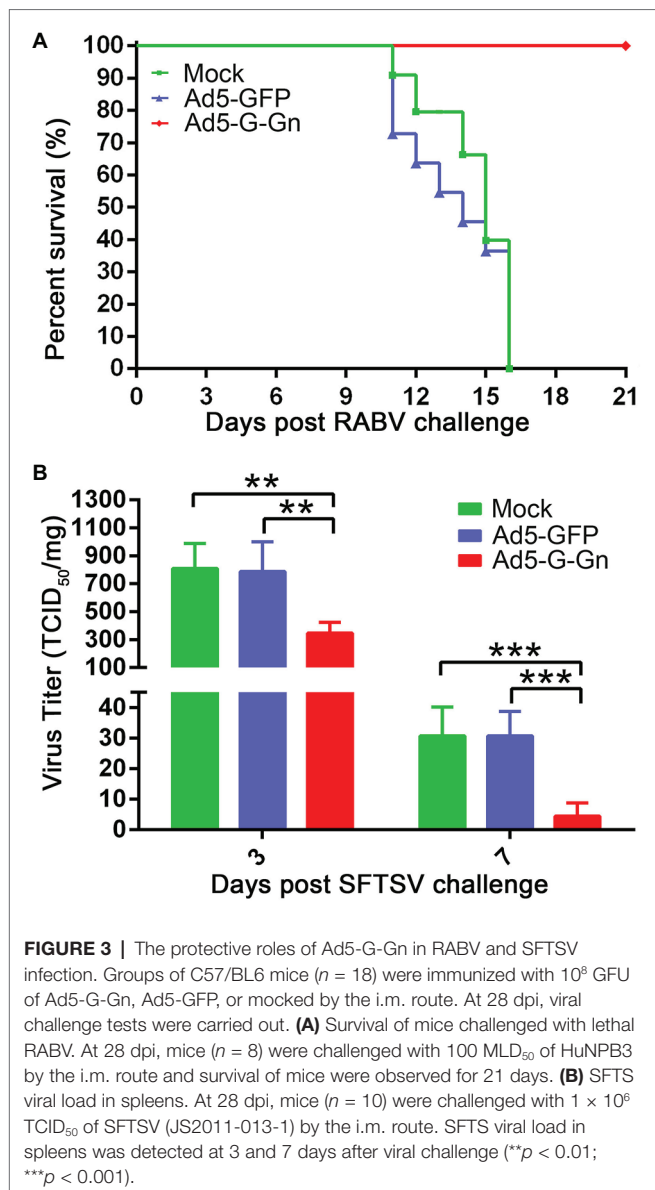 A
100
90
80
70
60
50
40
30
20
10
0
Percent survival (%)
Mock
Ad5-GFP
Ad5-G-Gn
0 3 6 9 12 15 18 21
Days post RABV challenge
B
1300
1100
900
700
500
300
100
40
30
20
10
0
Virus Titer (TCID50/mg)
**
**
***
***
Mock
Ad5-GFP
Ad5-G-Gn
3 7
Days post SFTSV challenge
FIGURE 3 | The protective roles of Ad5-G-Gn in RABV and SFTSV
infection. Groups of C57/BL6 mice (n = 18) were immunized with 10⁸ GFU
of Ad5-G-Gn, Ad5-GFP, or mocked by the i.m. route. At 28 dpi, viral
challenge tests were carried out. (A) Survival of mice challenged with lethal
RABV. At 28 dpi, mice (n = 8) were challenged with 100 MLD50 of HuNPB3
by the i.m. route and survival of mice were observed for 21 days. (B) SFTS
viral load in spleens. At 28 dpi, mice (n = 10) were challenged with 1 × 10⁶
TCID50 of SFTSV (JS2011-013-1) by the i.m. route. SFTS viral load in
spleens was detected at 3 and 7 days after viral challenge (**p < 0.01;
***p < 0.001).